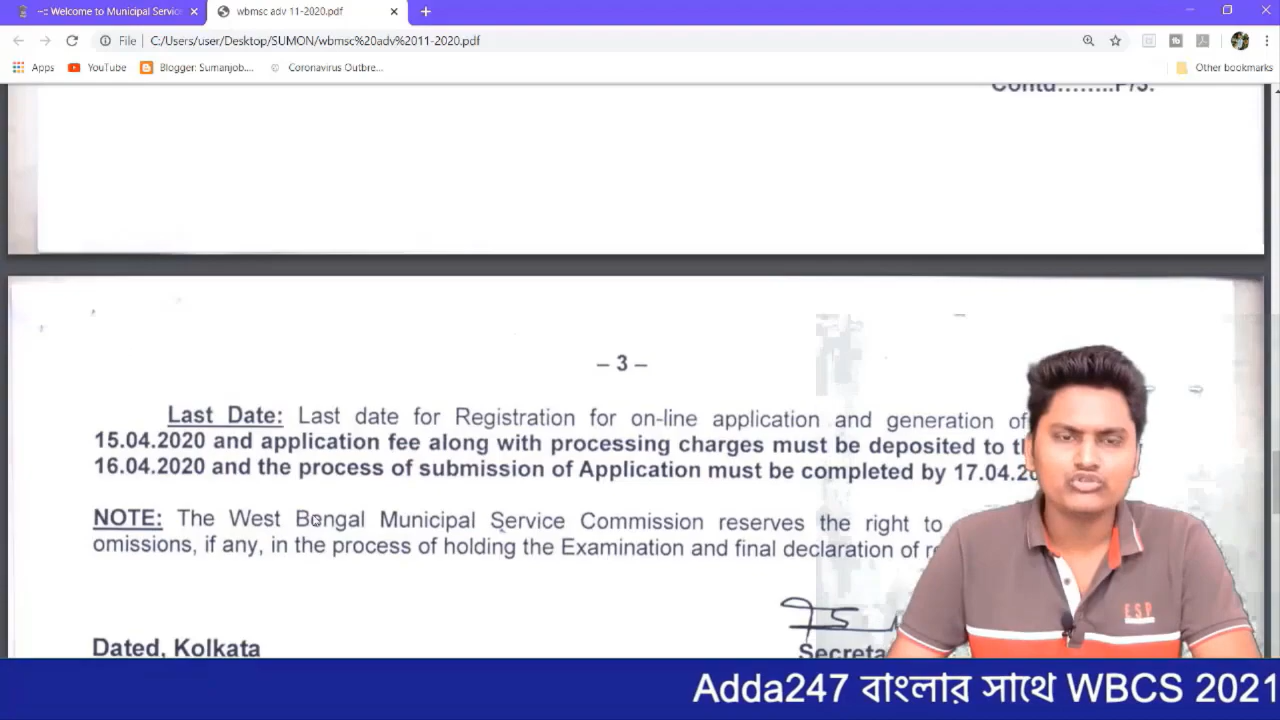 --:: Welcome to Municipal Servic
wbmsc adv 11-2020.pdf
File
C:/Users/user/Desktop/SUMON/wbmsc%20adv%2011-2020.pdf
Apps
YouTube
Blogger: Sumanjob....
Coronavirus Outbre...
Other bookmarks
Contd........P/3.
– 3 –
Last Date: Last date for Registration for on-line application and generation of
15.04.2020 and application fee along with processing charges must be deposited to
16.04.2020 and the process of submission of Application must be completed by
NOTE: The West Bengal Municipal Service Commission reserves the right to
omissions, if any, in the process of holding the Examination and final declaration of
Dated, Kolkata
ESP
Adda247 বাংলার সাথে WBCS 2021